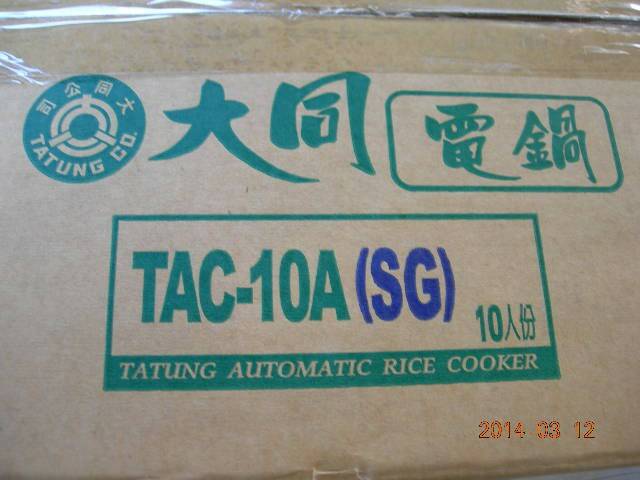 大同公司
TATUNG CO.
大同 電鍋
TAC-10A(SG)
10人份
TATUNG AUTOMATIC RICE COOKER
2014 03 12